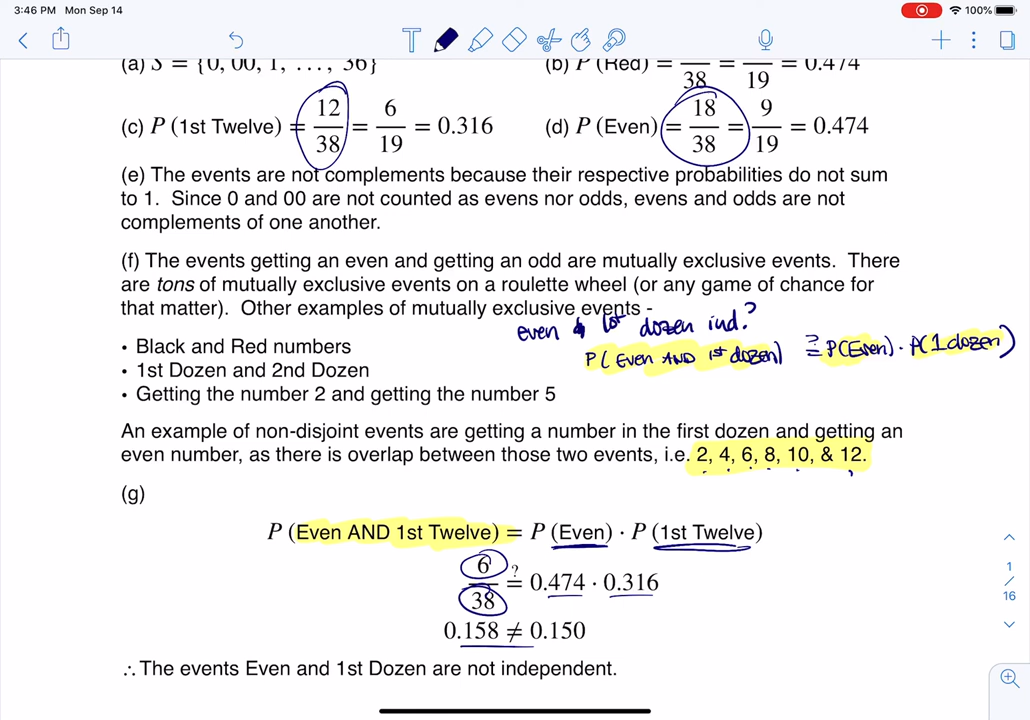 3:46 PM Mon Sep 14 100%
(a) S = {0, 00, 1, …, 36} (b) P (Red) = 38 = 19 = 0.474
(c) P (1st Twelve) = 12/38 = 6/19 = 0.316 (d) P (Even) = 18/38 = 9/19 = 0.474
(e) The events are not complements because their respective probabilities do not sum
to 1. Since 0 and 00 are not counted as evens nor odds, evens and odds are not
complements of one another.
(f) The events getting an even and getting an odd are mutually exclusive events. There
are tons of mutually exclusive events on a roulette wheel (or any game of chance for
that matter). Other examples of mutually exclusive events -
even & 1st dozen ind.?
P(Even AND 1st dozen) ≟ P(Even) · P(1 dozen)
• Black and Red numbers
• 1st Dozen and 2nd Dozen
• Getting the number 2 and getting the number 5
An example of non-disjoint events are getting a number in the first dozen and getting an
even number, as there is overlap between those two events, i.e. 2, 4, 6, 8, 10, & 12.
(g)
P (Even AND 1st Twelve) = P (Even) · P (1st Twelve)
6/38 ≟ 0.474 · 0.316
0.158 ≠ 0.150
∴ The events Even and 1st Dozen are not independent.
1
/
16